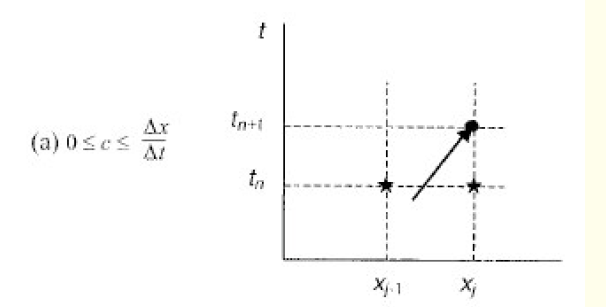 t
t_{n+1}
(a) 0 ≤ c ≤ Δx/Δt
t_n
x_{j-1} x_j